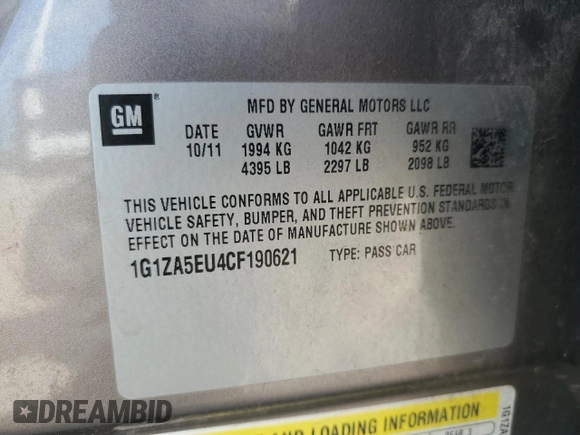 GM®
MFD BY GENERAL MOTORS LLC
DATE GVWR GAWR FRT GAWR RR
10/11 1994 KG 1042 KG 952 KG
4395 LB 2297 LB 2098 LB
THIS VEHICLE CONFORMS TO ALL APPLICABLE U.S. FEDERAL MOTOR
VEHICLE SAFETY, BUMPER, AND THEFT PREVENTION STANDARDS IN
EFFECT ON THE DATE OF MANUFACTURE SHOWN ABOVE.
1G1ZA5EU4CF190621 TYPE: PASS CAR
AND LOADING INFORMATION
1G1ZA
DREAMBID